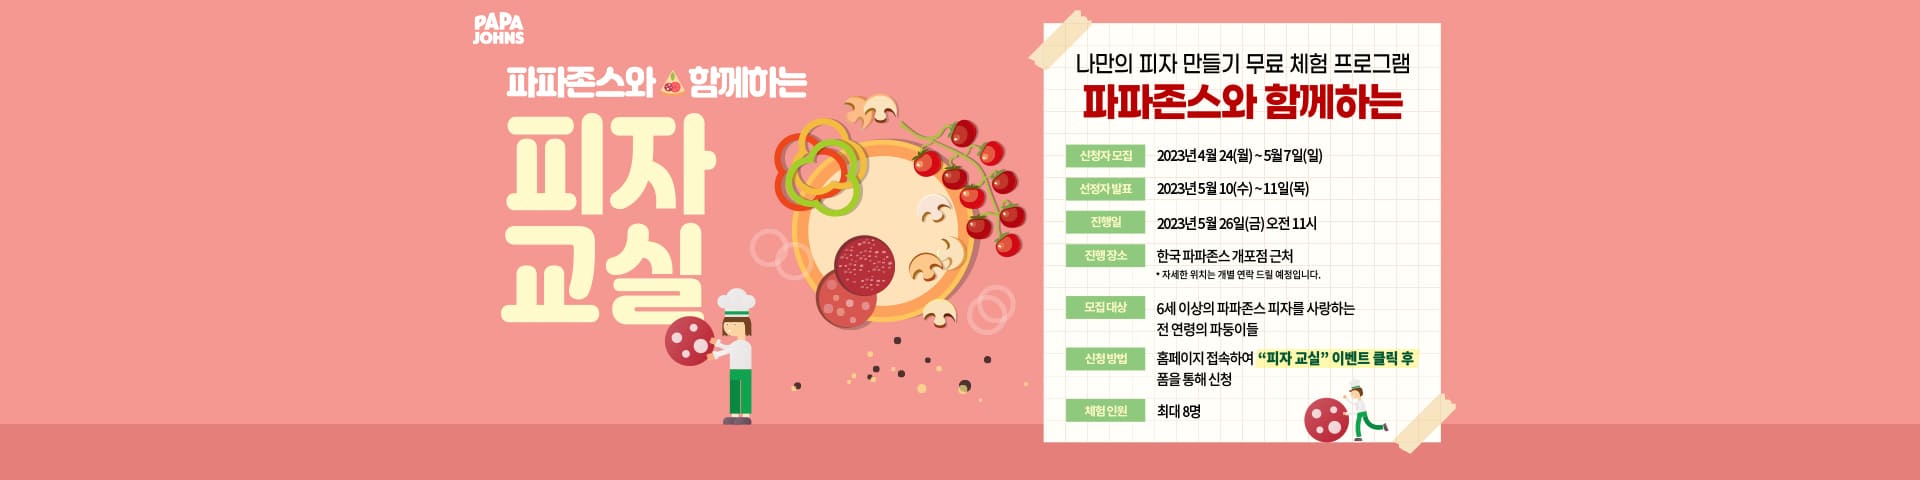 PAPA
JOHNS
파파존스와 함께하는
피자
교실
나만의 피자 만들기 무료 체험 프로그램
파파존스와 함께하는
신청자 모집 2023년 4월 24(월) ~ 5월 7일(일)
선정자 발표 2023년 5월 10(수) ~ 11일(목)
진행일 2023년 5월 26일(금) 오전 11시
진행 장소 한국 파파존스 개포점 근처
* 자세한 위치는 개별 연락 드릴 예정입니다.
모집 대상 6세 이상의 파파존스 피자를 사랑하는
전 연령의 파둥이들
신청 방법 홈페이지 접속하여 “피자 교실” 이벤트 클릭 후
폼을 통해 신청
체험 인원 최대 8명